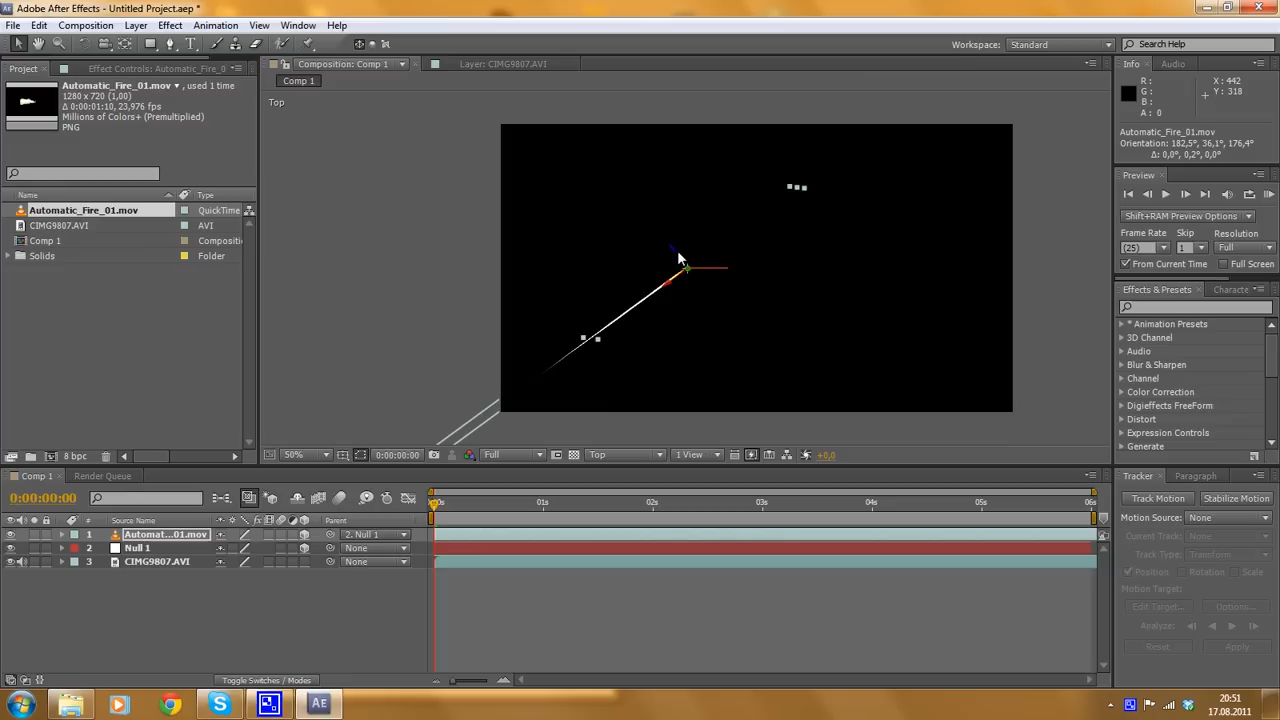 Adobe After Effects - Untitled Project.aep *
File Edit Composition Layer Effect Animation View Window Help
Workspace: Standard
Search Help
Project Effect Controls: Automatic_Fire_0
Automatic_Fire_01.mov ▾, used 1 time
1280 x 720 (1,00)
Δ 0:00:01:10, 23,976 fps
Millions of Colors+ (Premultiplied)
PNG
Name Type
Automatic_Fire_01.mov QuickTime
CIMG9807.AVI AVI
Comp 1 Compositi
Solids Folder
8 bpc
Composition: Comp 1
Layer: CIMG9807.AVI
Comp 1
Top
50% 0:00:00:00 Full Top 1 View +0,0
Info Audio
R : X : 442
G : Y : 318
B :
A : 0
Automatic_Fire_01.mov
Orientation: 182,5°, 36,1°, 176,4°
Δ: 0,0°, 0,2°, 0,0°
Preview
Shift+RAM Preview Options
Frame Rate Skip Resolution
(25) 1 Full
From Current Time Full Screen
Effects & Presets Characte
* Animation Presets
3D Channel
Audio
Blur & Sharpen
Channel
Color Correction
Digieffects FreeForm
Distort
Expression Controls
Generate
Comp 1 Render Queue
0:00:00:00
0s 01s 02s 03s 04s 05s 06s
# Source Name Parent
1 Automat...01.mov 2. Null 1
2 Null 1 None
3 CIMG9807.AVI None
Toggle Switches / Modes
Tracker Paragraph
Track Motion Stabilize Motion
Motion Source: None
Current Track: None
Track Type: Transform
Position Rotation Scale
Motion Target:
Edit Target... Options...
Analyze:
Reset Apply
Ae
20:51
17.08.2011